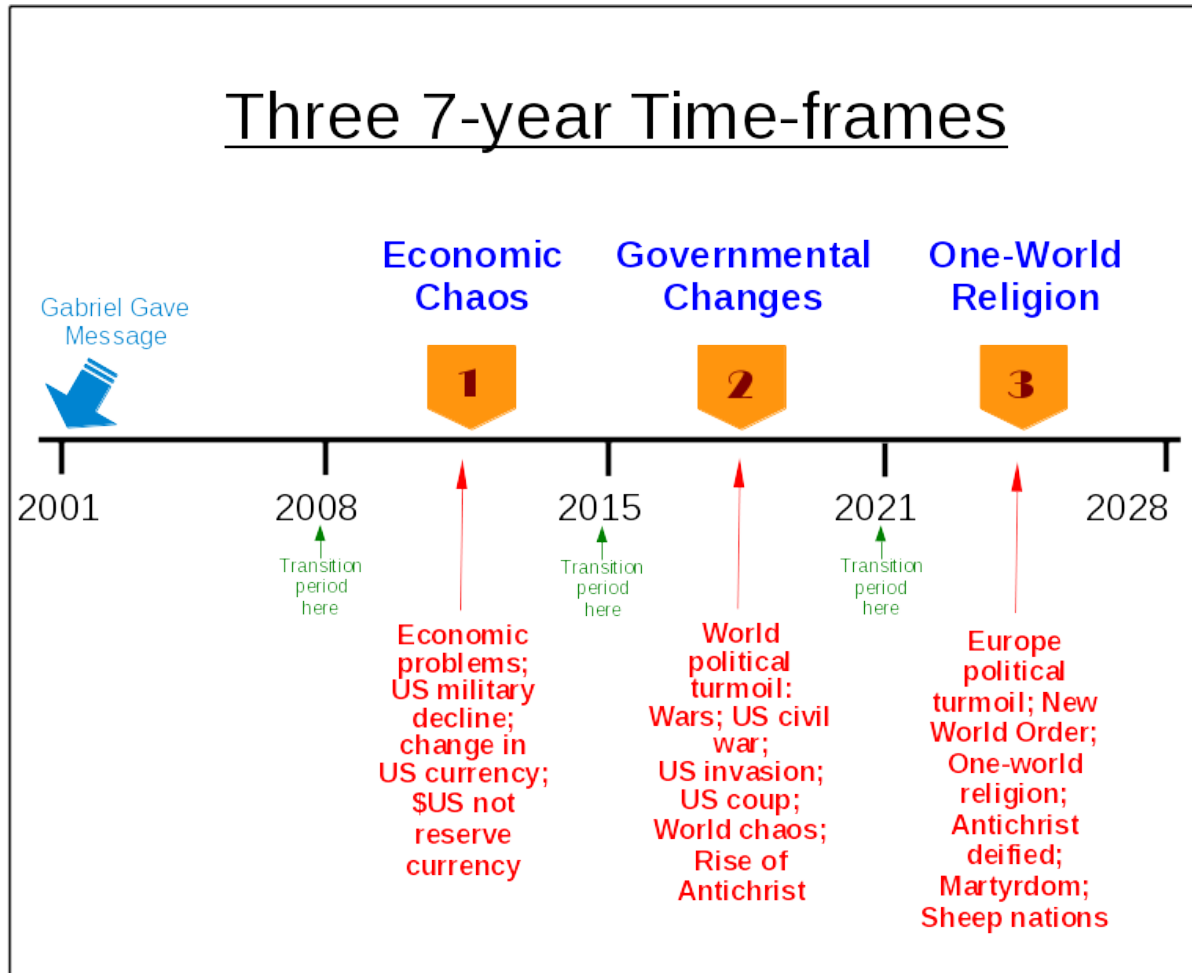 Three 7-year Time-frames
Gabriel Gave
Message
Economic
Chaos
Governmental
Changes
One-World
Religion
1
2
3
2001
2008
2015
2021
2028
Transition
period
here
Transition
period
here
Transition
period
here
Economic
problems;
US military
decline;
change in
US currency;
$US not
reserve
currency
World
political
turmoil:
Wars; US civil
war;
US invasion;
US coup;
World chaos;
Rise of
Antichrist
Europe
political
turmoil; New
World Order;
One-world
religion;
Antichrist
deified;
Martyrdom;
Sheep nations